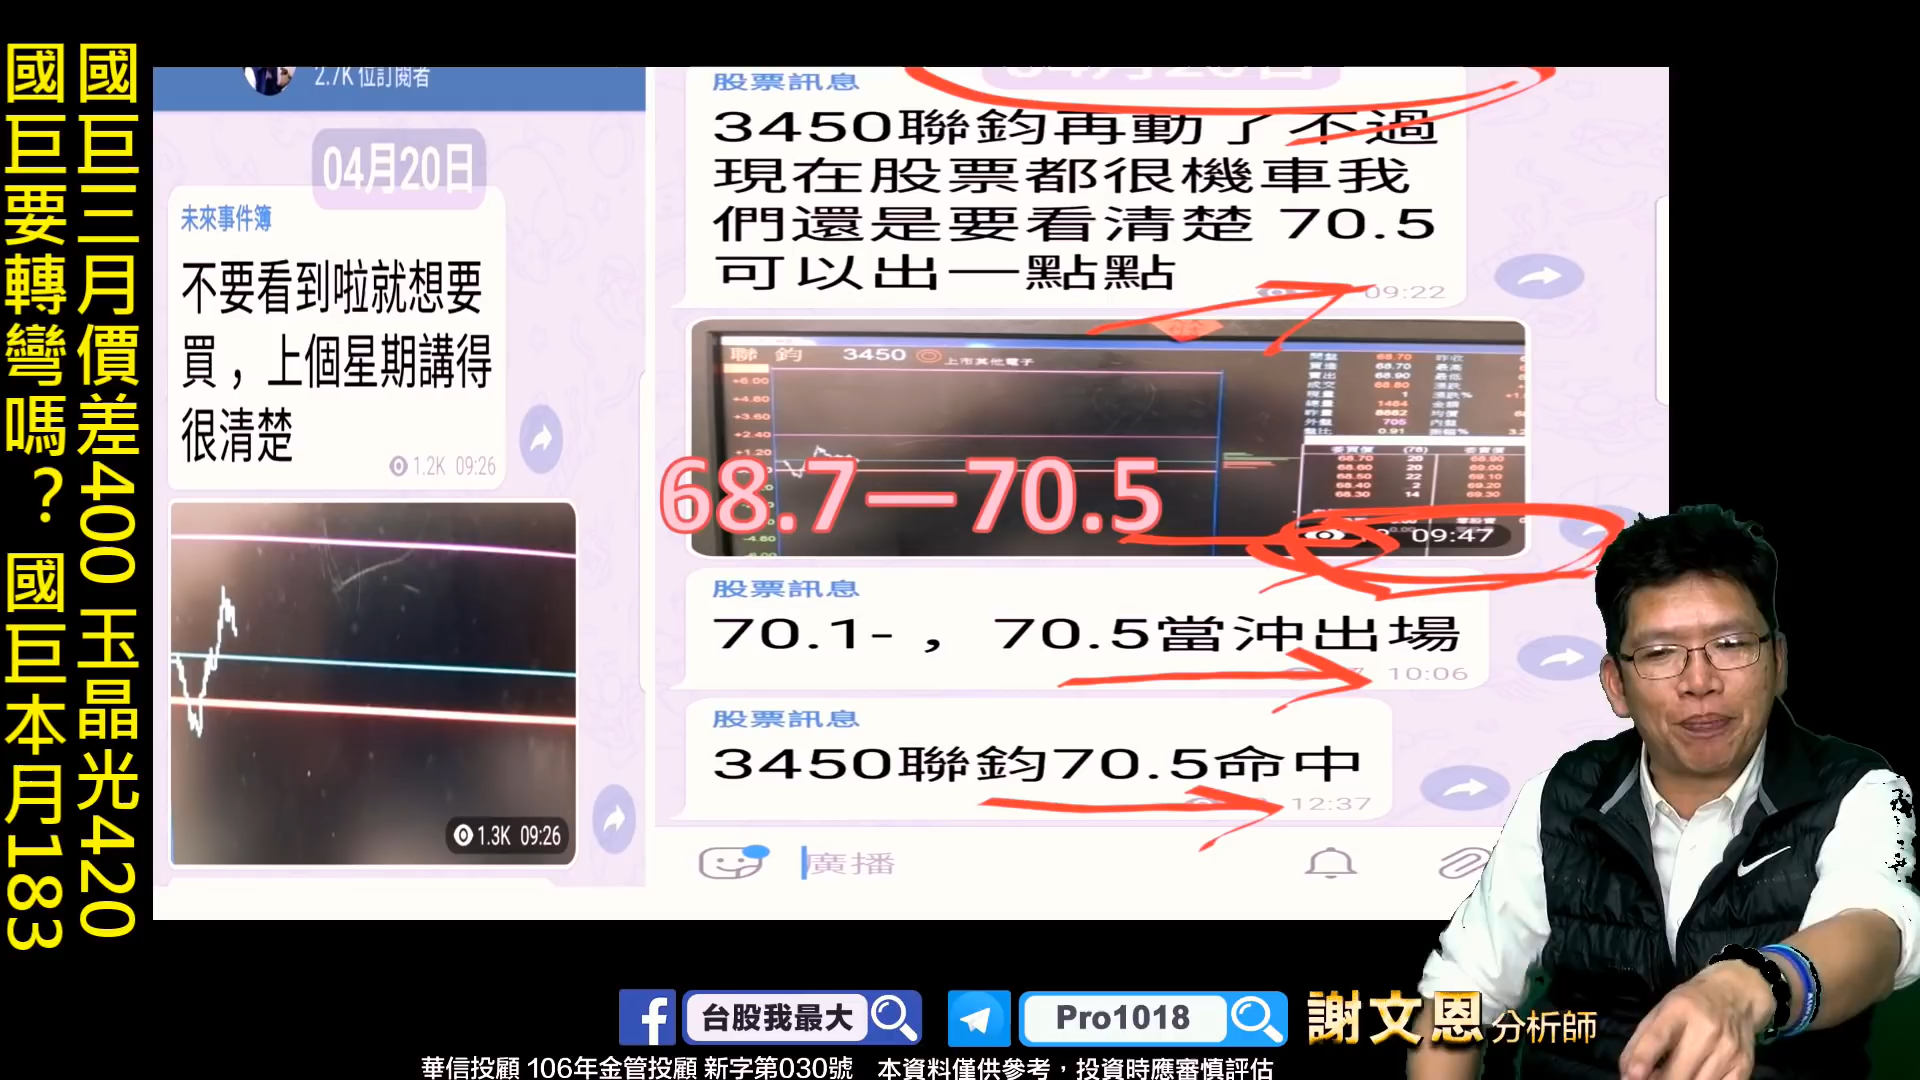 國巨三月價差400 玉晶光420
國巨要轉彎嗎？ 國巨本月183
2.7K 位訂閱者
04月20日
未來事件簿
不要看到啦就想要
買，上個星期講得
很清楚
1.2K 09:26
1.3K 09:26
股票訊息
3450聯鈞再動了不過
現在股票都很機車我
們還是要看清楚 70.5
可以出一點點
09:22
聯 鈞 3450 上市其他電子
68.7—70.5
09:47
股票訊息
70.1-，70.5當沖出場
10:06
股票訊息
3450聯鈞70.5命中
12:37
廣播
台股我最大
Pro1018
謝文恩 分析師
華信投顧 106年金管投顧 新字第030號 本資料僅供參考，投資時應審慎評估